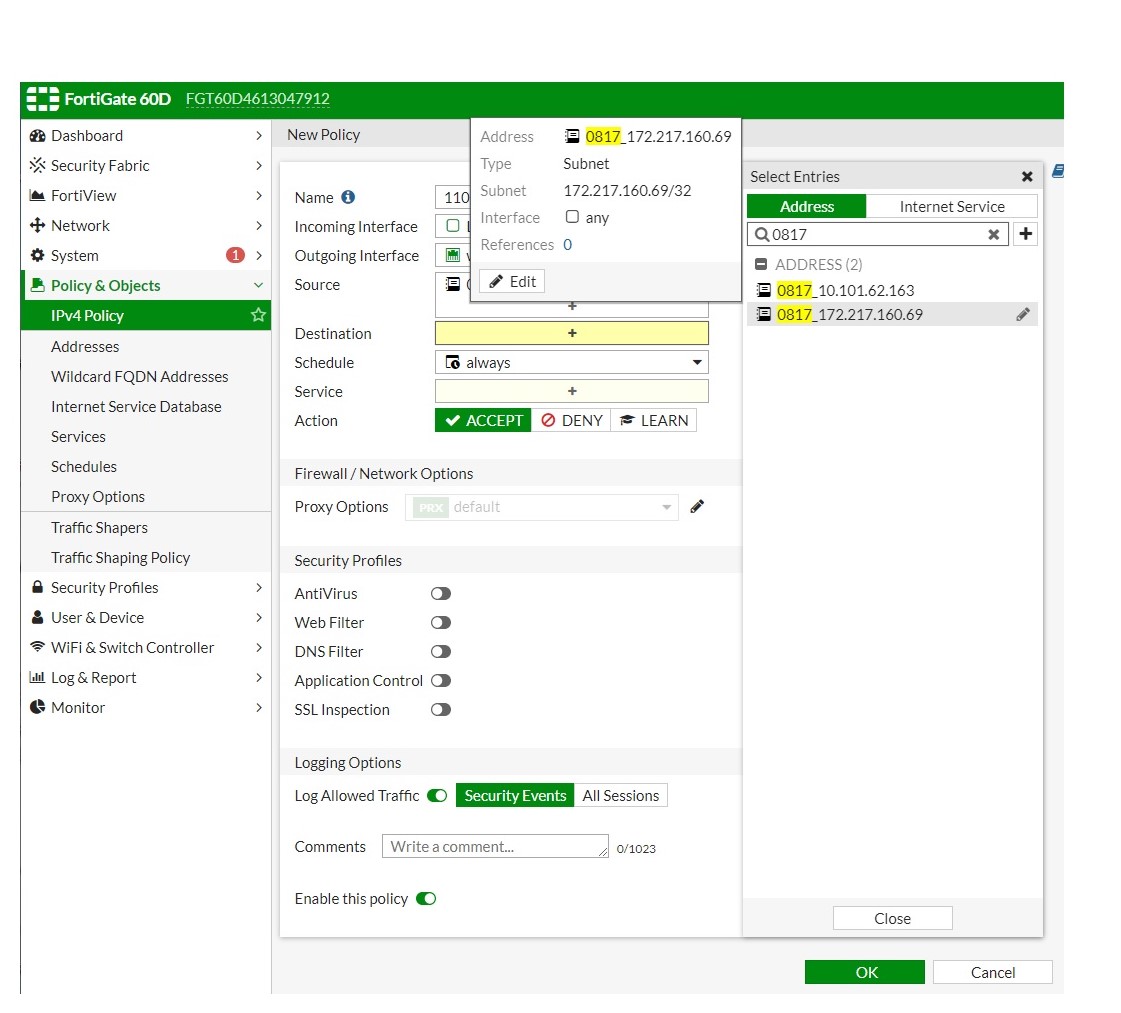 FortiGate 60D FGT60D4613047912
Dashboard
Security Fabric
FortiView
Network
System 1
Policy & Objects
IPv4 Policy
Addresses
Wildcard FQDN Addresses
Internet Service Database
Services
Schedules
Proxy Options
Traffic Shapers
Traffic Shaping Policy
Security Profiles
User & Device
WiFi & Switch Controller
Log & Report
Monitor
New Policy
Name 110
Incoming Interface
Outgoing Interface
Source
Destination +
Schedule always
Service +
Action ACCEPT DENY LEARN
Firewall / Network Options
Proxy Options PRX default
Security Profiles
AntiVirus
Web Filter
DNS Filter
Application Control
SSL Inspection
Logging Options
Log Allowed Traffic Security Events All Sessions
Comments Write a comment... 0/1023
Enable this policy
Address 0817_172.217.160.69
Type Subnet
Subnet 172.217.160.69/32
Interface any
References 0
Edit
Select Entries
Address Internet Service
0817
ADDRESS (2)
0817_10.101.62.163
0817_172.217.160.69
Close
OK Cancel